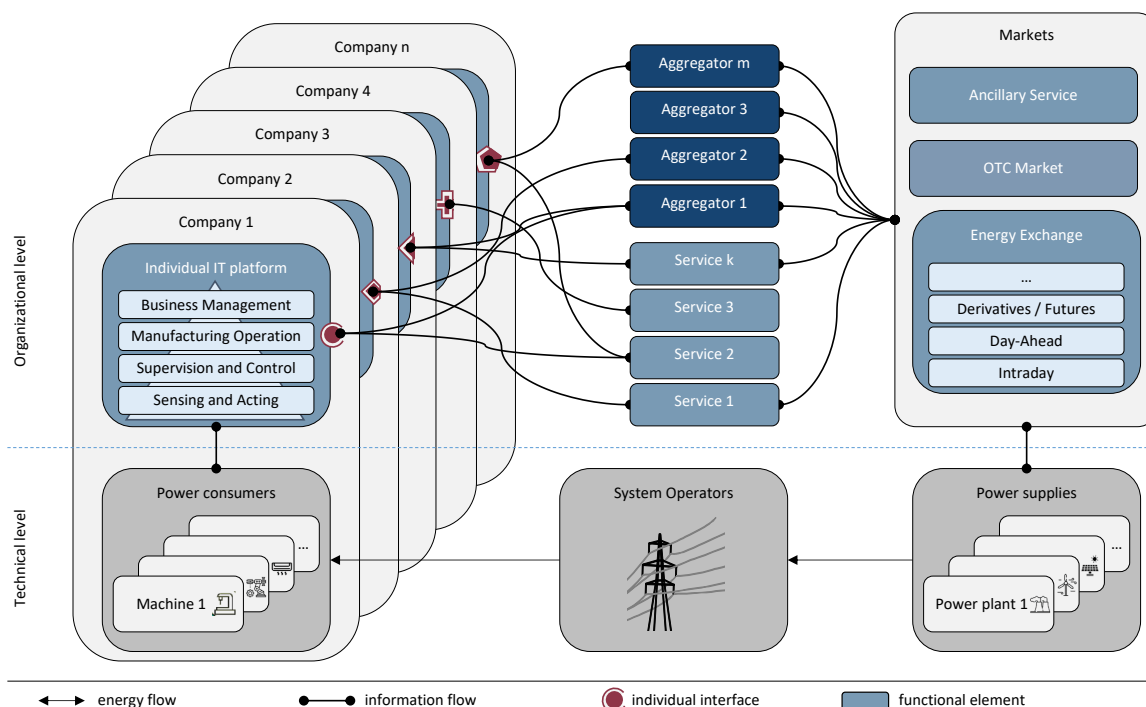 Company n
Company 4
Company 3
Company 2
Company 1
Individual IT platform
Business Management
Manufacturing Operation
Supervision and Control
Sensing and Acting
Aggregator m
Aggregator 3
Aggregator 2
Aggregator 1
Service k
Service 3
Service 2
Service 1
Markets
Ancillary Service
OTC Market
Energy Exchange
...
Derivatives / Futures
Day-Ahead
Intraday
Organizational level
Technical level
Power consumers
...
Machine 1
System Operators
Power supplies
...
Power plant 1
energy flow
information flow
individual interface
functional element